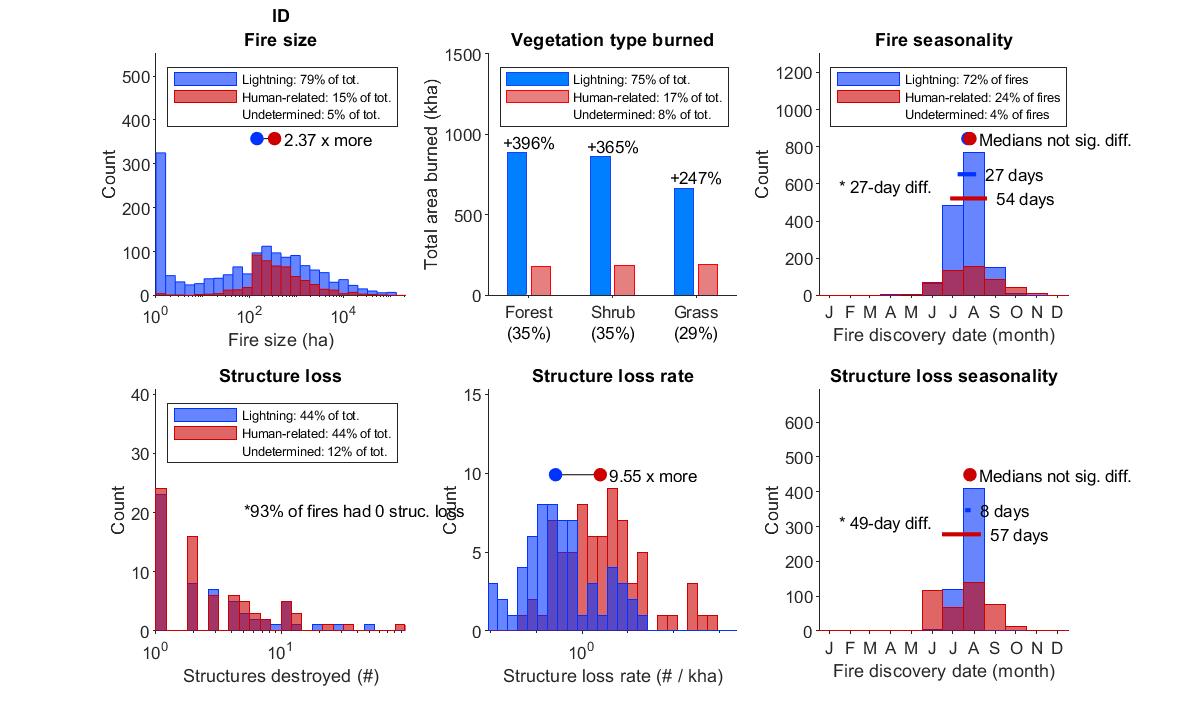 ID
Fire size
Vegetation type burned
Fire seasonality
Lightning: 79% of tot.
Human-related: 15% of tot.
Undetermined: 5% of tot.
2.37 x more
Count
500
400
300
200
100
0
10^0
10^2
10^4
Fire size (ha)
Lightning: 75% of tot.
Human-related: 17% of tot.
Undetermined: 8% of tot.
Total area burned (kha)
1500
1000
500
0
+396%
+365%
+247%
Forest
(35%)
Shrub
(35%)
Grass
(29%)
Lightning: 72% of fires
Human-related: 24% of fires
Undetermined: 4% of fires
Medians not sig. diff.
27 days
* 27-day diff.
54 days
Count
1200
1000
800
600
400
200
0
J F M A M J J A S O N D
Fire discovery date (month)
Structure loss
Lightning: 44% of tot.
Human-related: 44% of tot.
Undetermined: 12% of tot.
*93% of fires had 0 struc. loss
Count
40
30
20
10
0
10^0
10^1
Structures destroyed (#)
Structure loss rate
9.55 x more
Count
15
10
5
0
10^0
Structure loss rate (# / kha)
Structure loss seasonality
Medians not sig. diff.
8 days
* 49-day diff.
57 days
Count
600
500
400
300
200
100
0
J F M A M J J A S O N D
Fire discovery date (month)